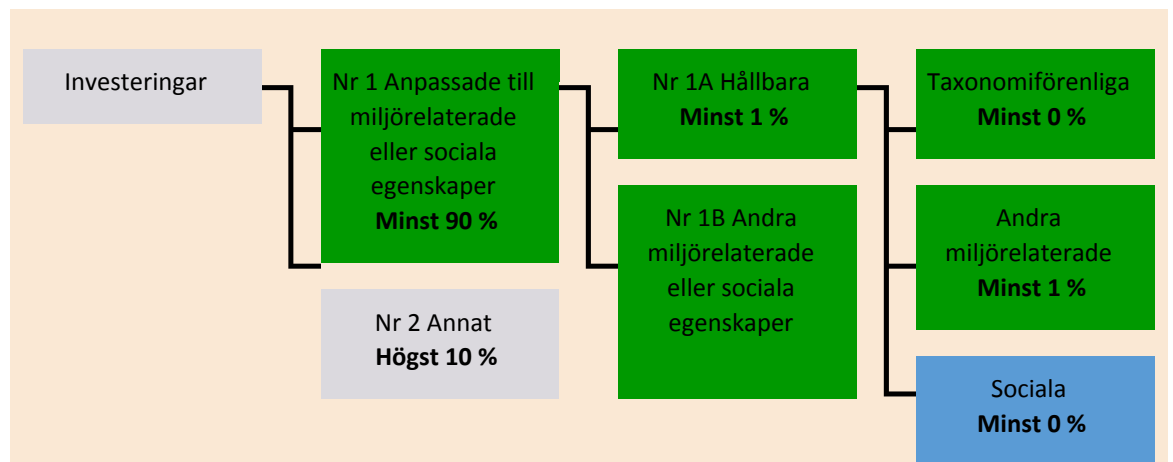 Investeringar
Nr 1 Anpassade till
miljörelaterade
eller sociala
egenskaper
Minst 90 %
Nr 2 Annat
Högst 10 %
Nr 1A Hållbara
Minst 1 %
Nr 1B Andra
miljörelaterade
eller sociala
egenskaper
Taxonomiförenliga
Minst 0 %
Andra
miljörelaterade
Minst 1 %
Sociala
Minst 0 %